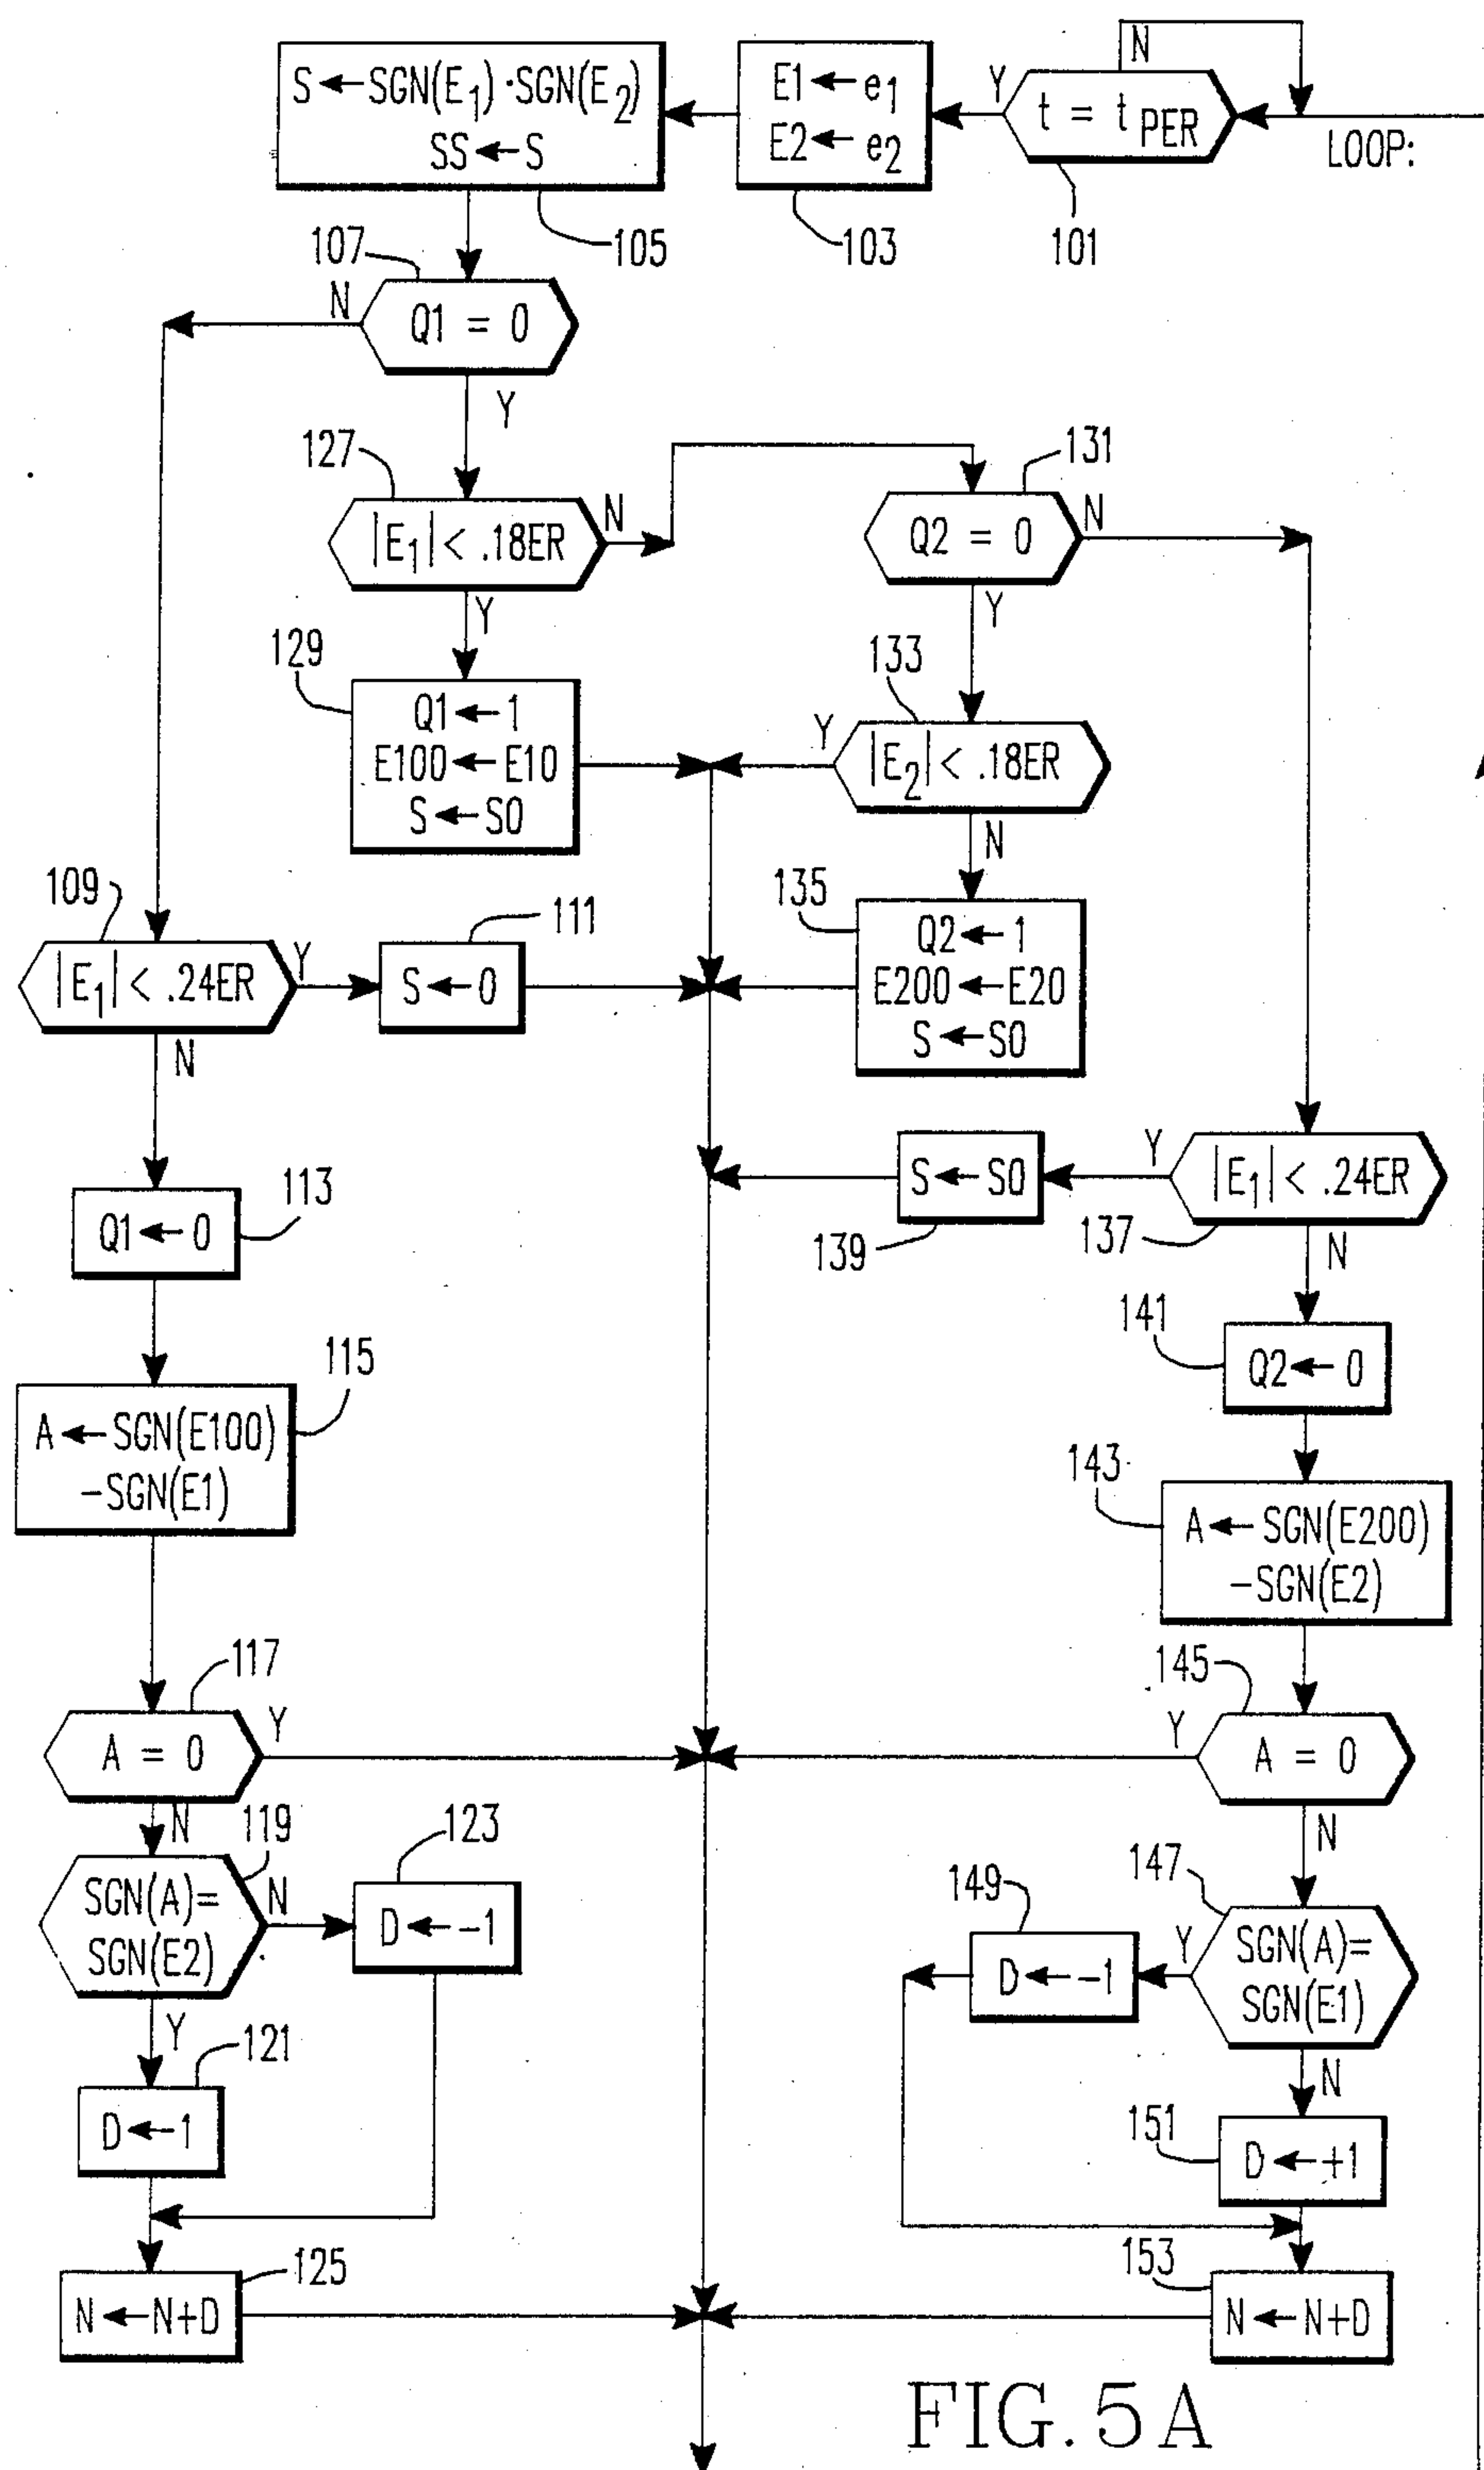 N
S←SGN(E1)·SGN(E2)
SS←S
E1←e1
E2←e2
Y
t = tPER
LOOP:
105
103
101
107
N
Q1 = 0
Y
127
131
|E1|< .18ER
N
Q2 = 0
N
Y
Y
129
133
Q1←1
E100←E10
S←S0
Y
|E2|< .18ER
N
109
111
135
|E1|< .24ER
Y
S←0
Q2←1
E200←E20
S←S0
N
113
Q1←0
S←S0
Y
|E1|< .24ER
139
137
N
141
Q2←0
115
A←SGN(E100)
-SGN(E1)
143
A←SGN(E200)
-SGN(E2)
117
145
A = 0
Y
Y
A = 0
N
119
123
N
147
149
SGN(A)=
SGN(E2)
N
D←-1
D←-1
Y
SGN(A)=
SGN(E1)
Y
121
N
D←1
151
D←+1
125
153
N←N+D
N←N+D
FIG. 5A